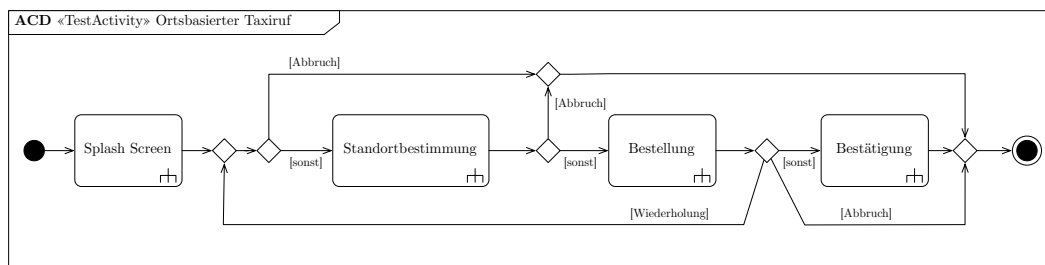 ACD «TestActivity» Ortsbasierter Taxiruf
[Abbruch]
[Abbruch]
Splash Screen
Standortbestimmung
Bestellung
Bestätigung
[sonst]
[sonst]
[sonst]
[Wiederholung]
[Abbruch]